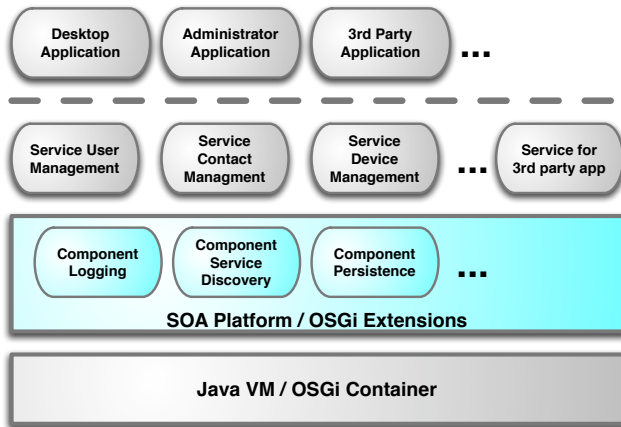 Desktop
Application
Administrator
Application
3rd Party
Application
...
Service User
Management
Service
Contact
Managment
Service
Device
Management
...
Service for
3rd party app
Component
Logging
Component
Service
Discovery
Component
Persistence
...
SOA Platform / OSGi Extensions
Java VM / OSGi Container